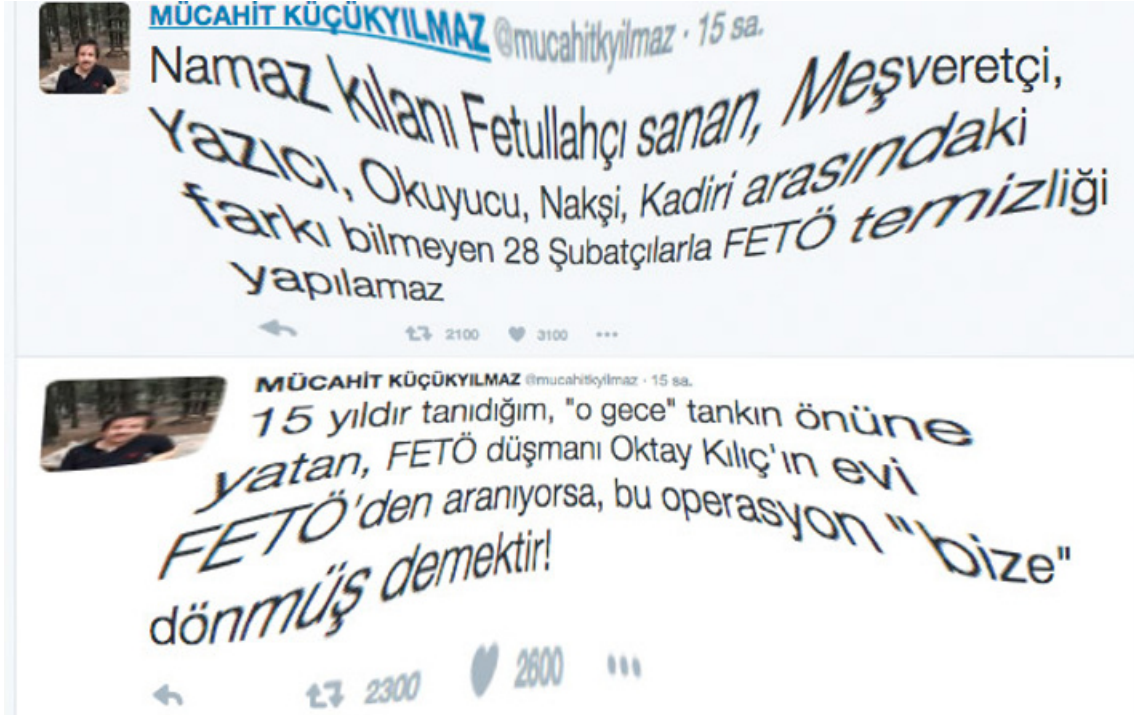 MÜCAHİT KÜÇÜKYILMAZ @mucahitkyilmaz · 15 sa.
Namaz kılanı Fetullahçı sanan, Meşveretçi,
Yazıcı, Okuyucu, Nakşi, Kadiri arasındaki
farkı bilmeyen 28 Şubatçılarla FETÖ temizliği
yapılamaz
2100 3100
MÜCAHİT KÜÇÜKYILMAZ @mucahitkyilmaz · 15 sa.
15 yıldır tanıdığım, "o gece" tankın önüne
yatan, FETÖ düşmanı Oktay Kılıç'ın evi
FETÖ'den aranıyorsa, bu operasyon "bize"
dönmüş demektir!
2300 2600